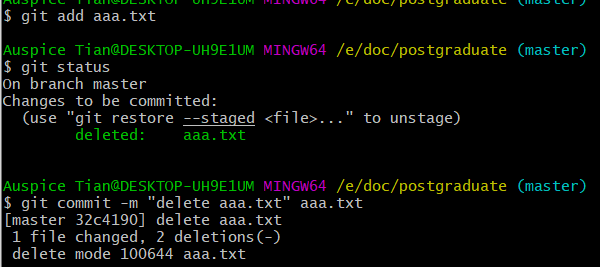 $ git add aaa.txt
Auspice Tian@DESKTOP-UH9E1UM MINGW64 /e/doc/postgraduate (master)
$ git status
On branch master
Changes to be committed:
  (use "git restore --staged <file>..." to unstage)
        deleted:    aaa.txt
Auspice Tian@DESKTOP-UH9E1UM MINGW64 /e/doc/postgraduate (master)
$ git commit -m "delete aaa.txt" aaa.txt
[master 32c4190] delete aaa.txt
 1 file changed, 2 deletions(-)
 delete mode 100644 aaa.txt